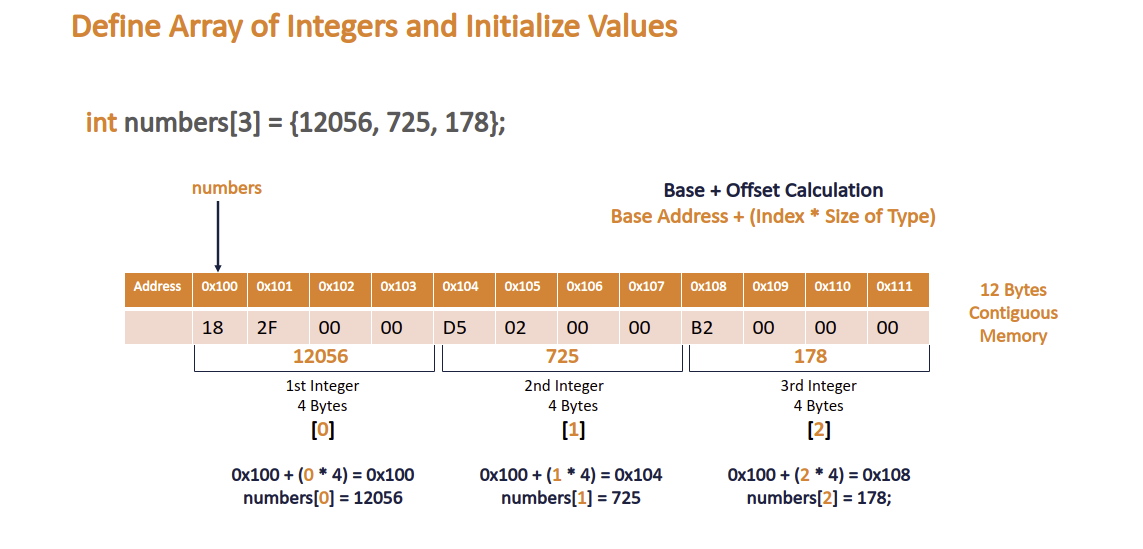 Define Array of Integers and Initialize Values
int numbers[3] = {12056, 725, 178};
numbers
Base + Offset Calculation
Base Address + (Index * Size of Type)
Address 0x100 0x101 0x102 0x103 0x104 0x105 0x106 0x107 0x108 0x109 0x110 0x111
18 2F 00 00 D5 02 00 00 B2 00 00 00
12 Bytes
Contiguous
Memory
12056 725 178
1st Integer 2nd Integer 3rd Integer
4 Bytes 4 Bytes 4 Bytes
[0] [1] [2]
0x100 + (0 * 4) = 0x100 0x100 + (1 * 4) = 0x104 0x100 + (2 * 4) = 0x108
numbers[0] = 12056 numbers[1] = 725 numbers[2] = 178;